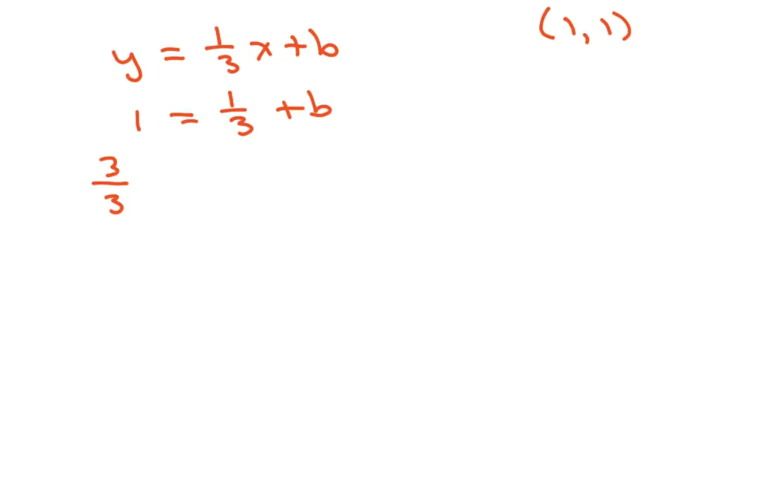 y = 1/3 x + b
(1, 1)
1 = 1/3 + b
3/3